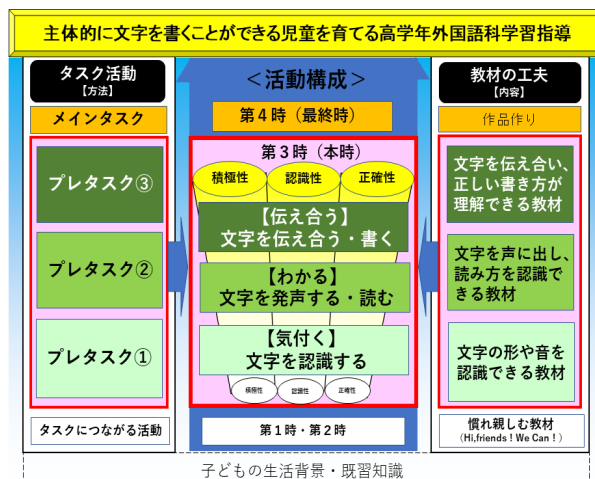 主体的に文字を書くことができる児童を育てる高学年外国語科学習指導
タスク活動
【方法】
メインタスク
プレタスク③
プレタスク②
プレタスク①
タスクにつながる活動
＜活動構成＞
第４時（最終時）
第３時（本時）
積極性
認識性
正確性
【伝え合う】
文字を伝え合う・書く
【わかる】
文字を発声する・読む
【気付く】
文字を認識する
積極性
認識性
正確性
第１時・第２時
教材の工夫
【内容】
作品作り
文字を伝え合い、
正しい書き方が
理解できる教材
文字を声に出し、
読み方を認識で
きる教材
文字の形や音を
認識できる教材
慣れ親しむ教材
（Hi,friends！We Can！）
子どもの生活背景・既習知識